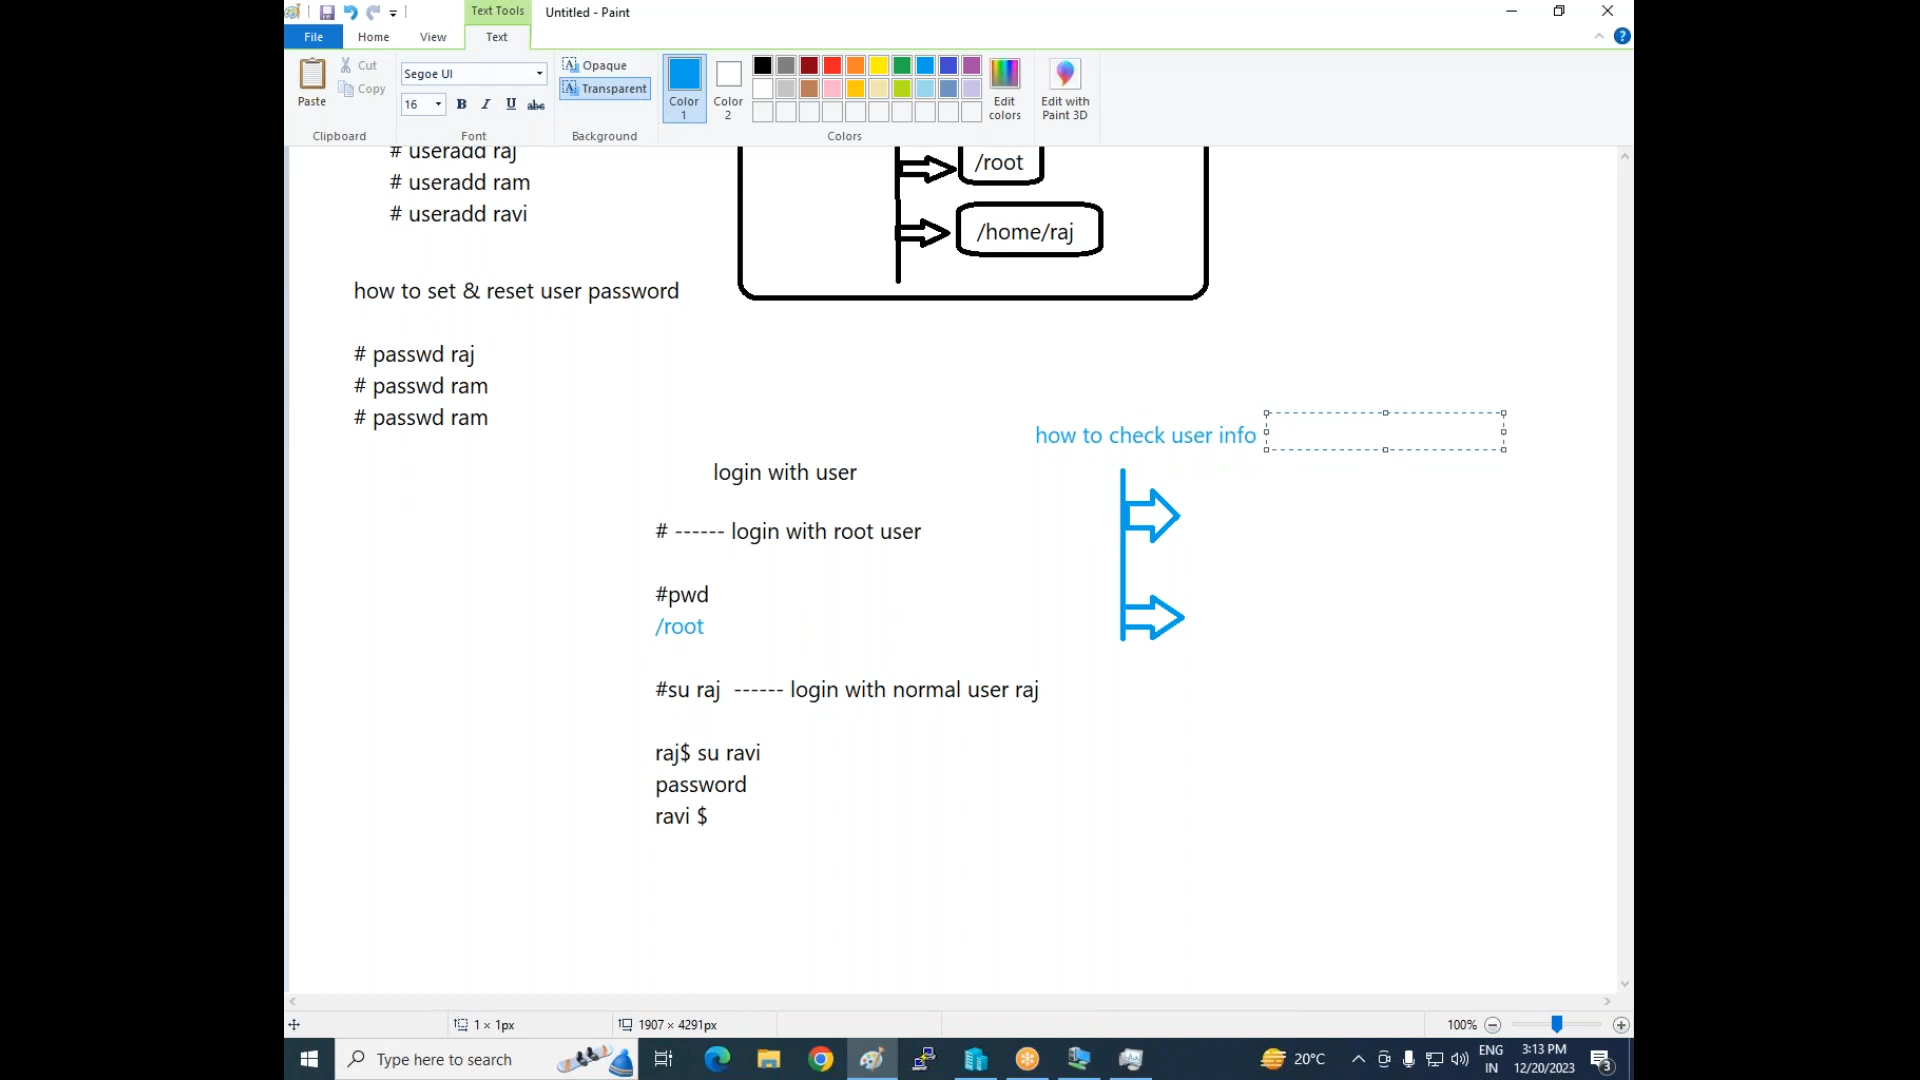 Text Tools
Untitled - Paint
File
Home
View
Text
Paste
Cut
Copy
Clipboard
Segoe UI
16
B I U abc
Font
Opaque
Transparent
Background
Color 1
Color 2
Edit colors
Colors
Edit with Paint 3D
# useradd raj
# useradd ram
# useradd ravi
/root
/home/raj
how to set & reset user password
# passwd raj
# passwd ram
# passwd ram
how to check user info
login with user
# ------ login with root user
#pwd
/root
#su raj ------ login with normal user raj
raj$ su ravi
password
ravi $
1 × 1px
1907 × 4291px
100%
Type here to search
20°C
ENG
IN
3:13 PM
12/20/2023
3